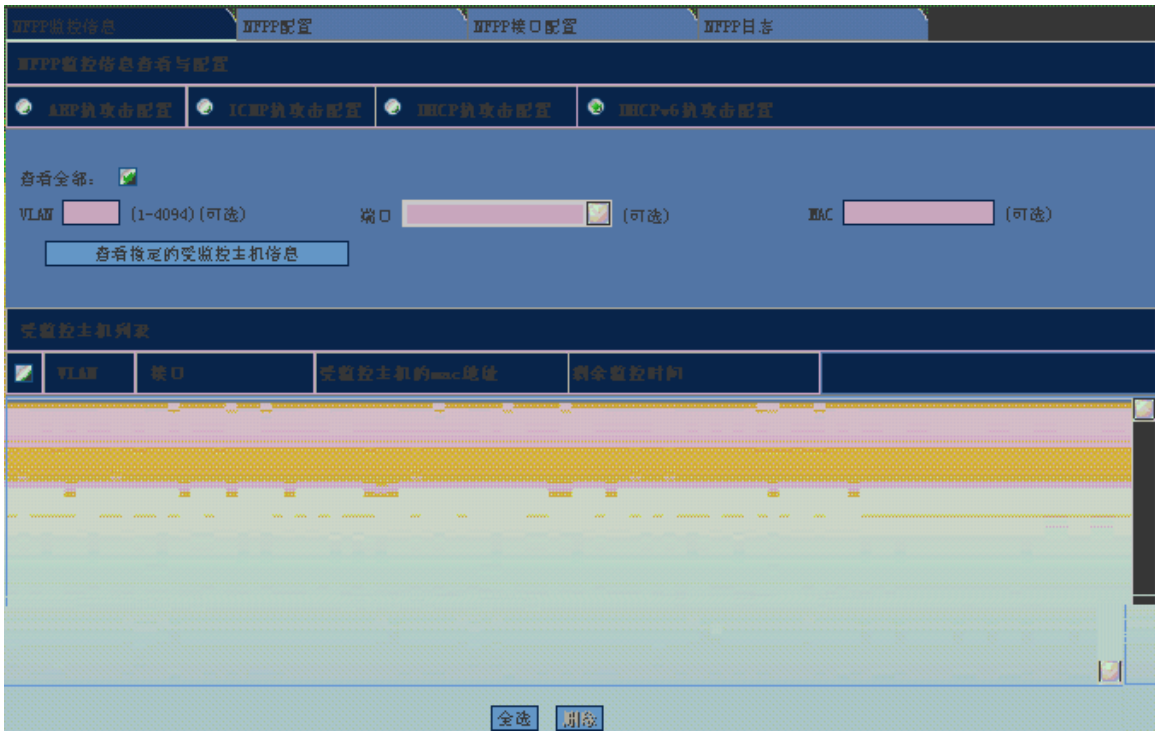 NFPP监控信息 NFPP配置 NFPP接口配置 NFPP日志
NFPP监控信息查看与配置
ARP抗攻击配置 ICMP抗攻击配置 DHCP抗攻击配置 DHCPv6抗攻击配置
查看全部：
VLAN (1-4094)(可选) 端口 (可选) MAC (可选)
查看指定的受监控主机信息
受监控主机列表
VLAN 接口 受监控主机的mac地址 剩余监控时间
全选 删除